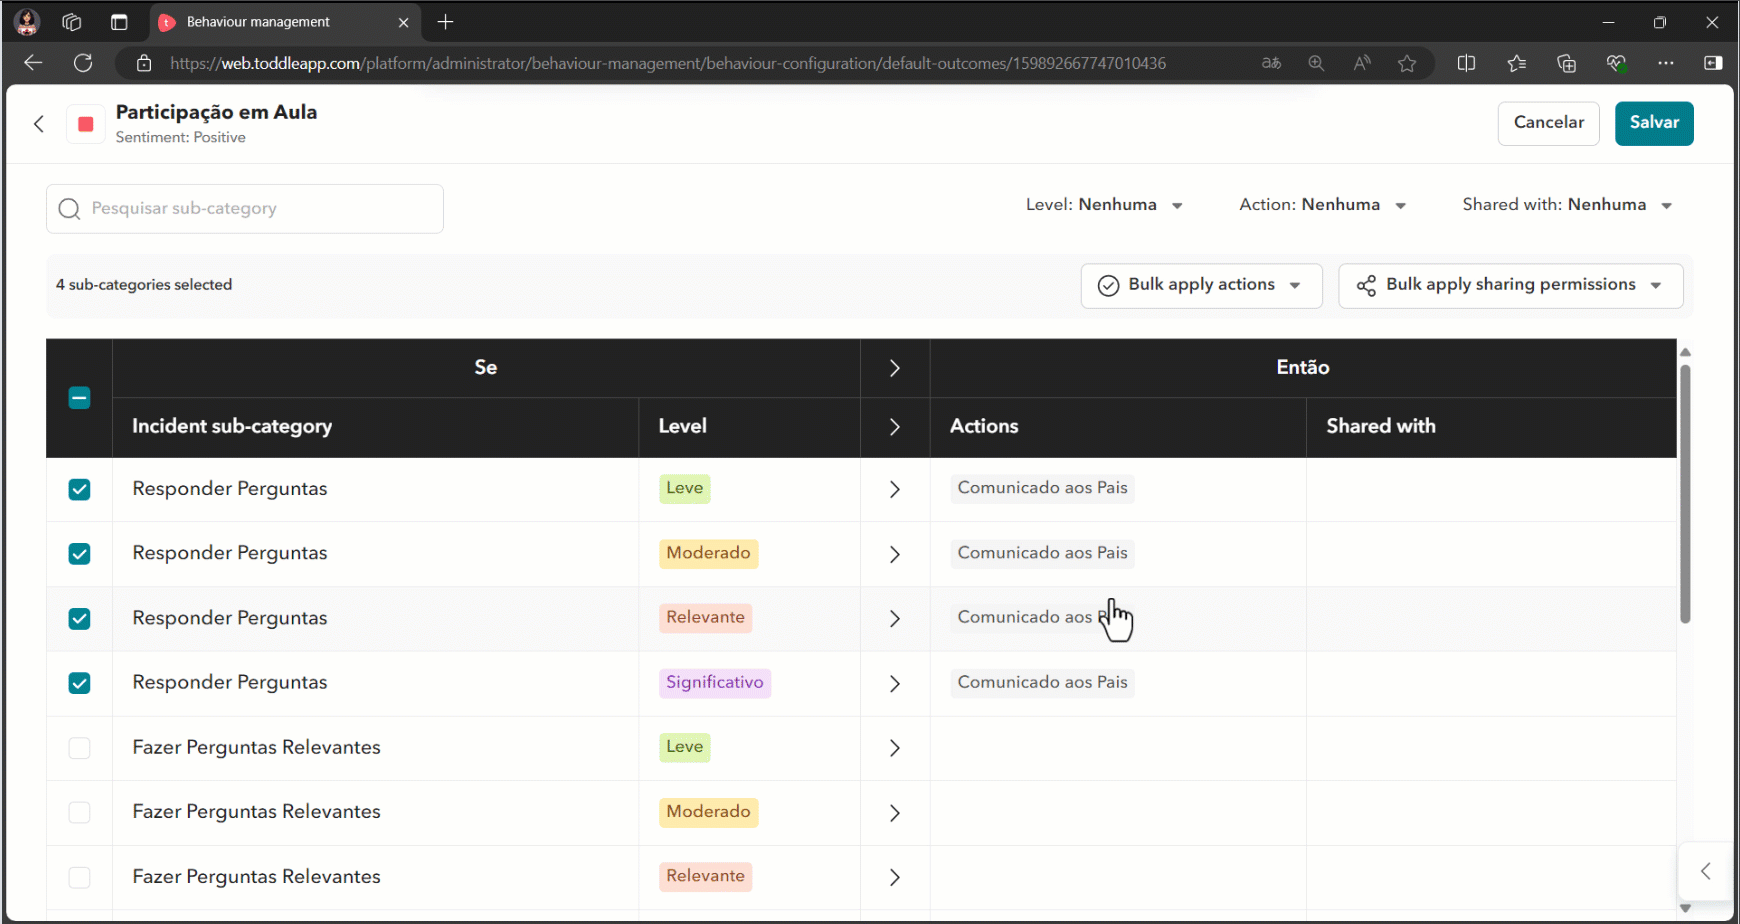 Behaviour management
https://web.toddleapp.com/platform/administrator/behaviour-management/behaviour-configuration/default-outcomes/159892667747010436
aあ
Participação em Aula
Sentiment: Positive
Cancelar
Salvar
Pesquisar sub-category
Level: Nenhuma
Action: Nenhuma
Shared with: Nenhuma
4 sub-categories selected
Bulk apply actions
Bulk apply sharing permissions
Se
Então
Incident sub-category
Level
Actions
Shared with
Responder Perguntas
Leve
Comunicado aos Pais
Responder Perguntas
Moderado
Comunicado aos Pais
Responder Perguntas
Relevante
Comunicado aos
Responder Perguntas
Significativo
Comunicado aos Pais
Fazer Perguntas Relevantes
Leve
Fazer Perguntas Relevantes
Moderado
Fazer Perguntas Relevantes
Relevante